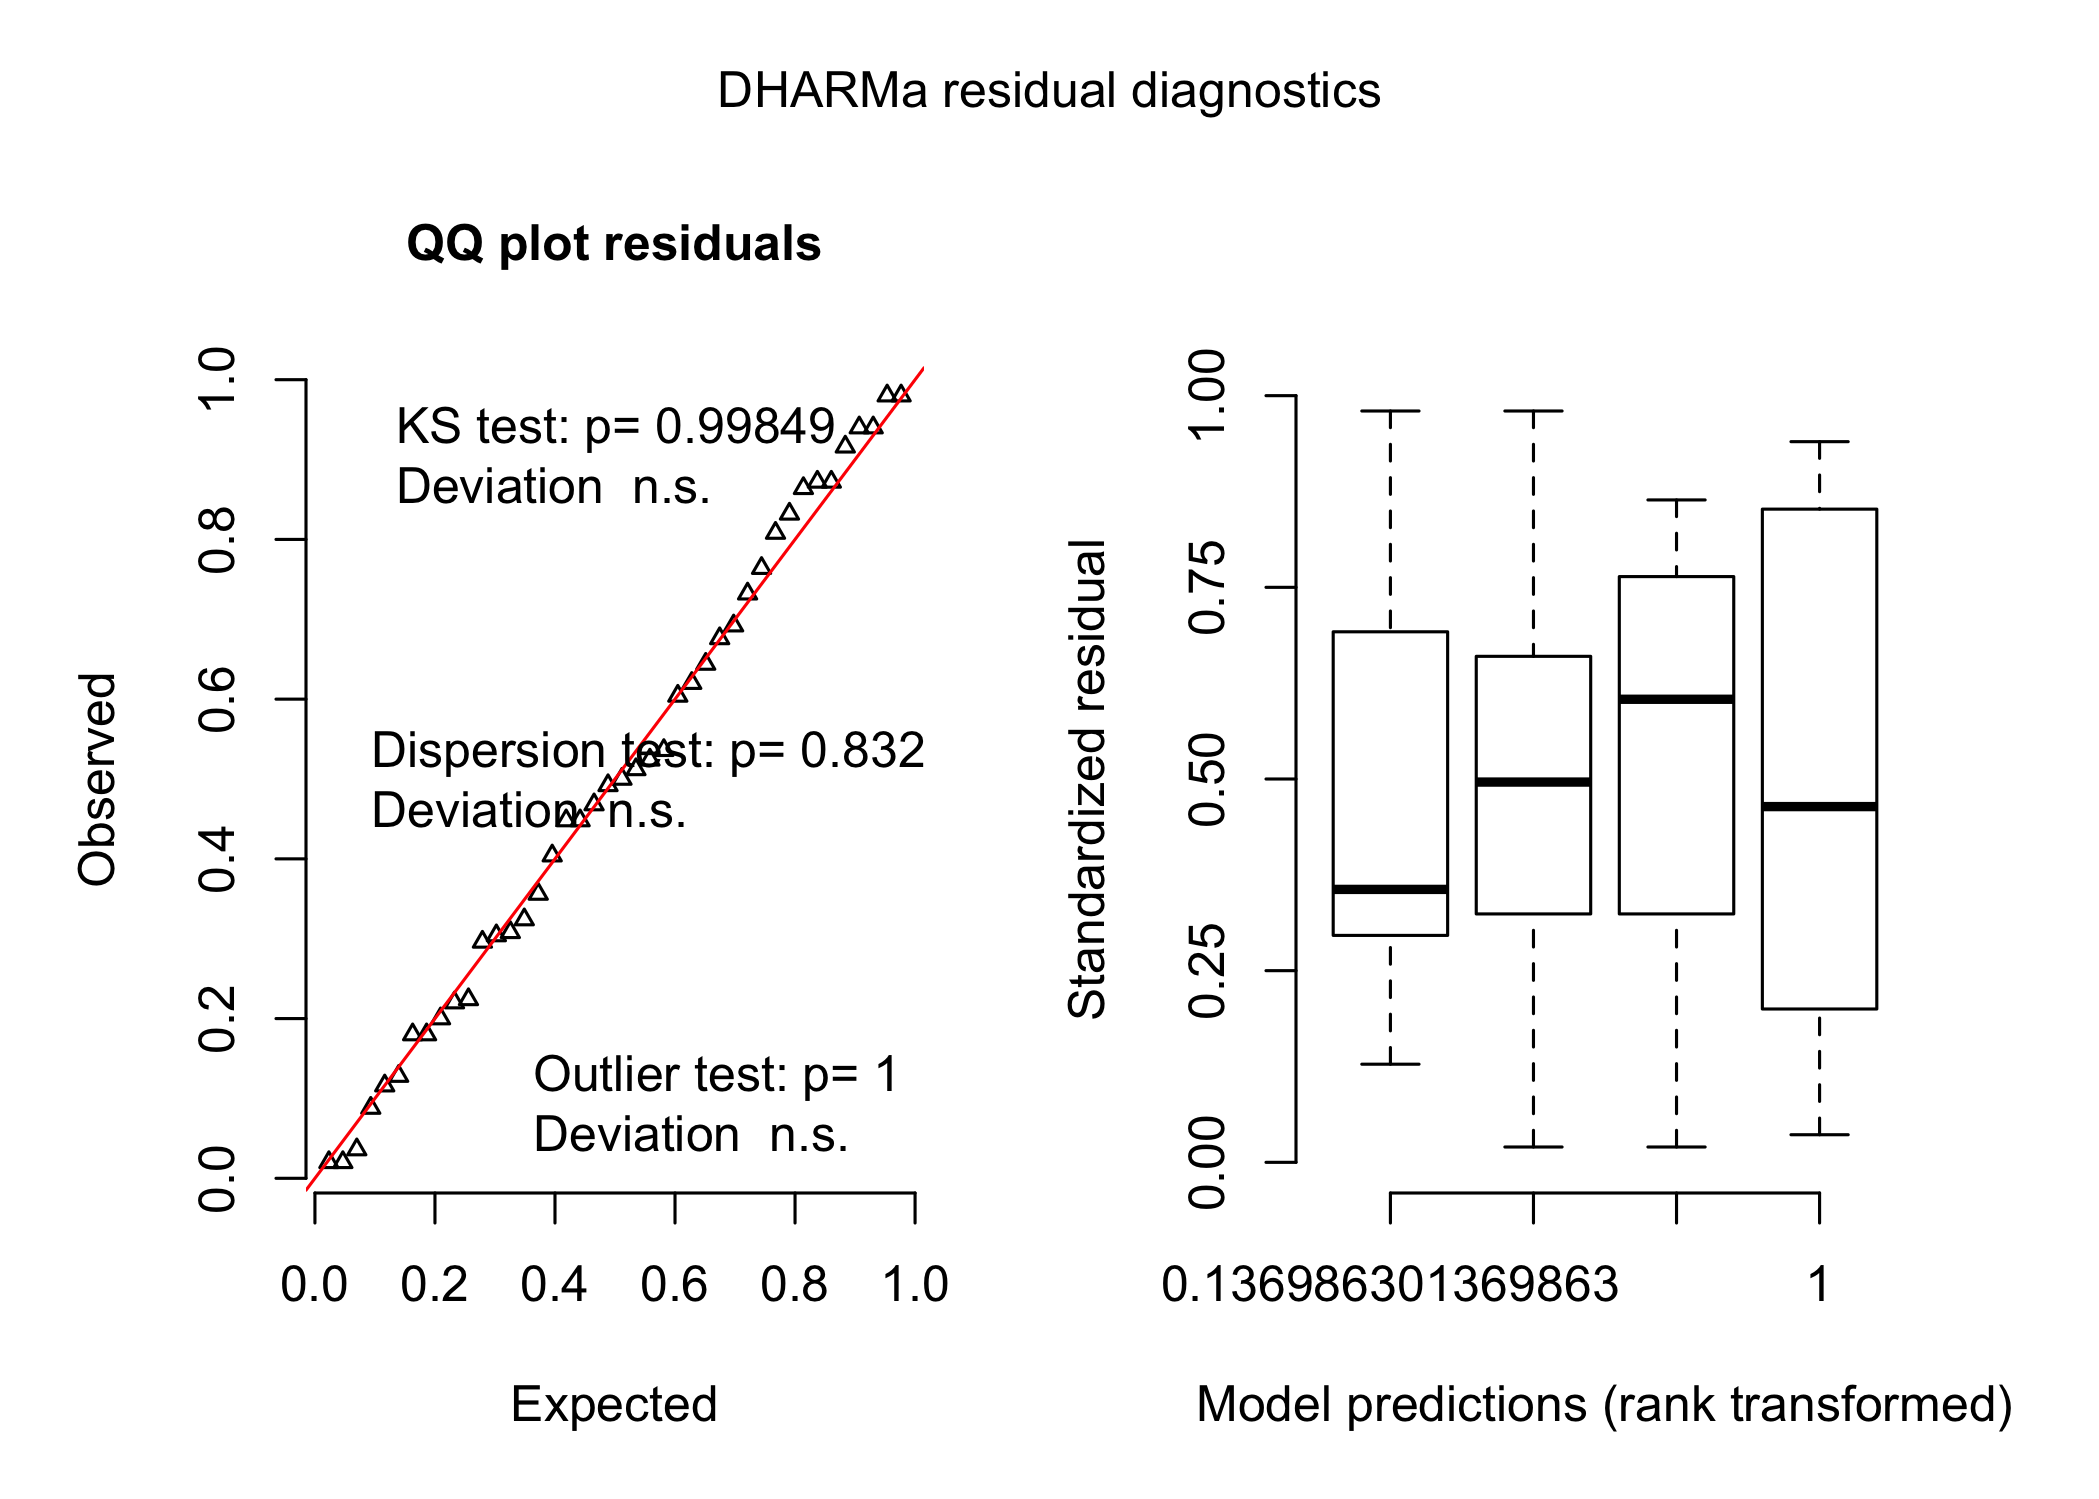 DHARMa residual diagnostics
QQ plot residuals
KS test: p= 0.99849
Deviation  n.s.
Dispersion test: p= 0.832
Deviation  n.s.
Outlier test: p= 1
Deviation  n.s.
Observed
0.0 0.2 0.4 0.6 0.8 1.0
0.0 0.2 0.4 0.6 0.8 1.0
Expected
Standardized residual
0.00 0.25 0.50 0.75 1.00
0.136986301369863 1
Model predictions (rank transformed)